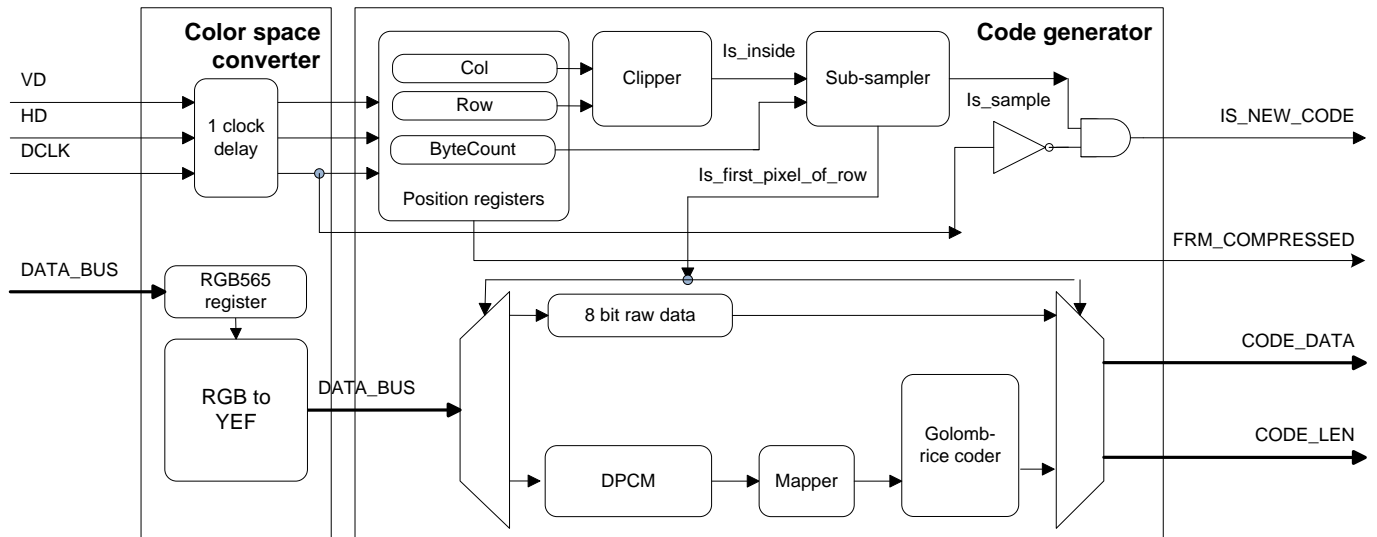 Color space
converter
Code generator
VD
HD
DCLK
1 clock
delay
Col
Row
ByteCount
Position registers
Clipper
Is_inside
Sub-sampler
Is_sample
IS_NEW_CODE
Is_first_pixel_of_row
FRM_COMPRESSED
DATA_BUS
RGB565
register
RGB to
YEF
DATA_BUS
8 bit raw data
DPCM
Mapper
Golomb-
rice coder
CODE_DATA
CODE_LEN